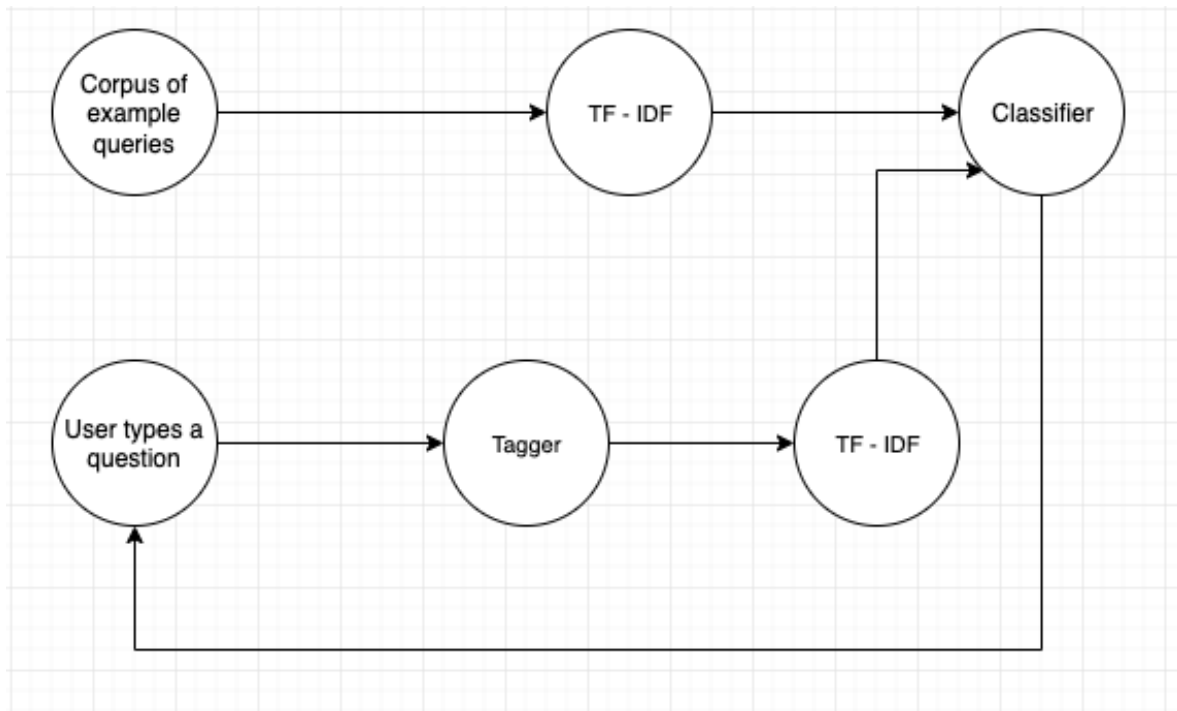 Corpus of
example
queries
TF - IDF
Classifier
User types a
question
Tagger
TF - IDF